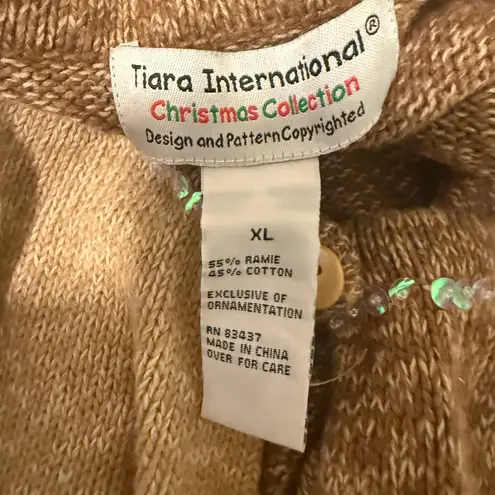 Tiara International®
Christmas Collection
Design and Pattern Copyrighted
XL
55% RAMIE
45% COTTON
EXCLUSIVE OF
ORNAMENTATION
RN 83437
MADE IN CHINA
OVER FOR CARE